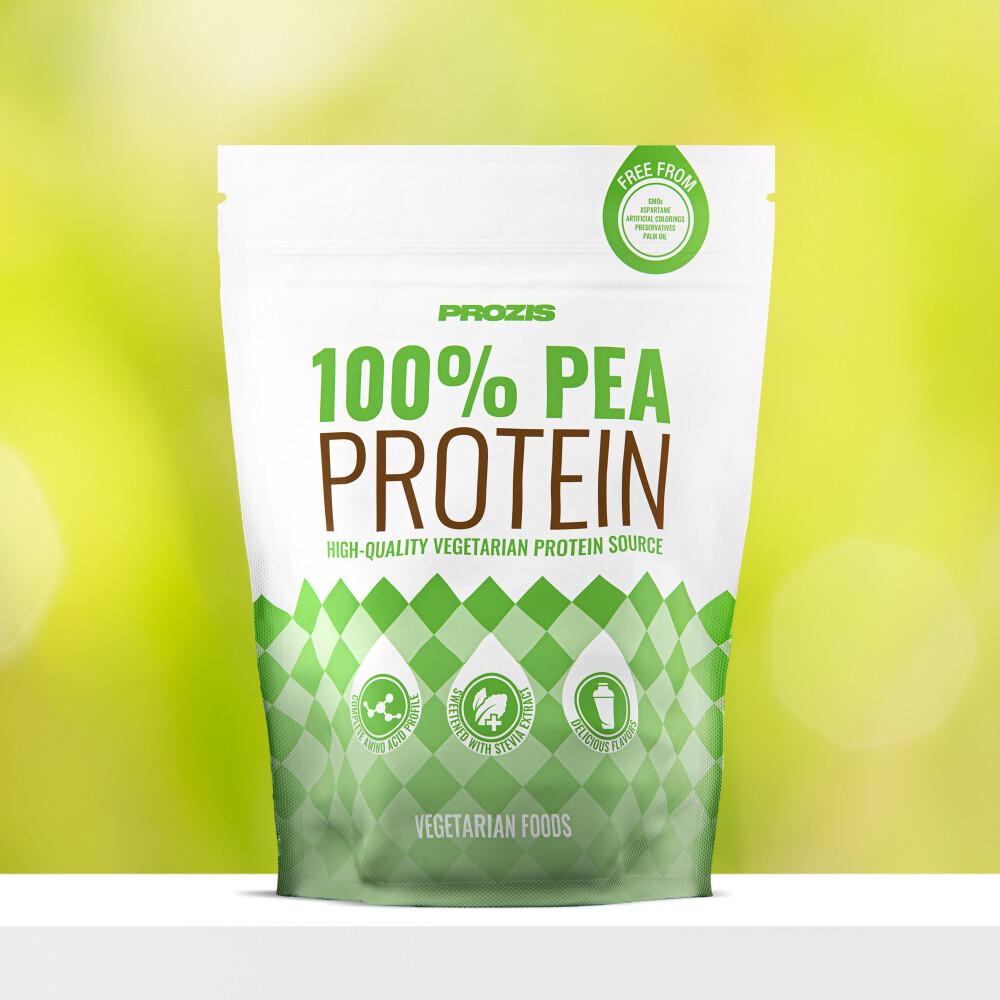 FREE FROM
GMOs
ASPARTAME
ARTIFICIAL COLORINGS
PRESERVATIVES
PALM OIL
PROZIS
100% PEA
PROTEIN
HIGH-QUALITY VEGETARIAN PROTEIN SOURCE
COMPLETE AMINO ACID PROFILE
SWEETENED WITH STEVIA EXTRACT
DELICIOUS FLAVORS
VEGETARIAN FOODS